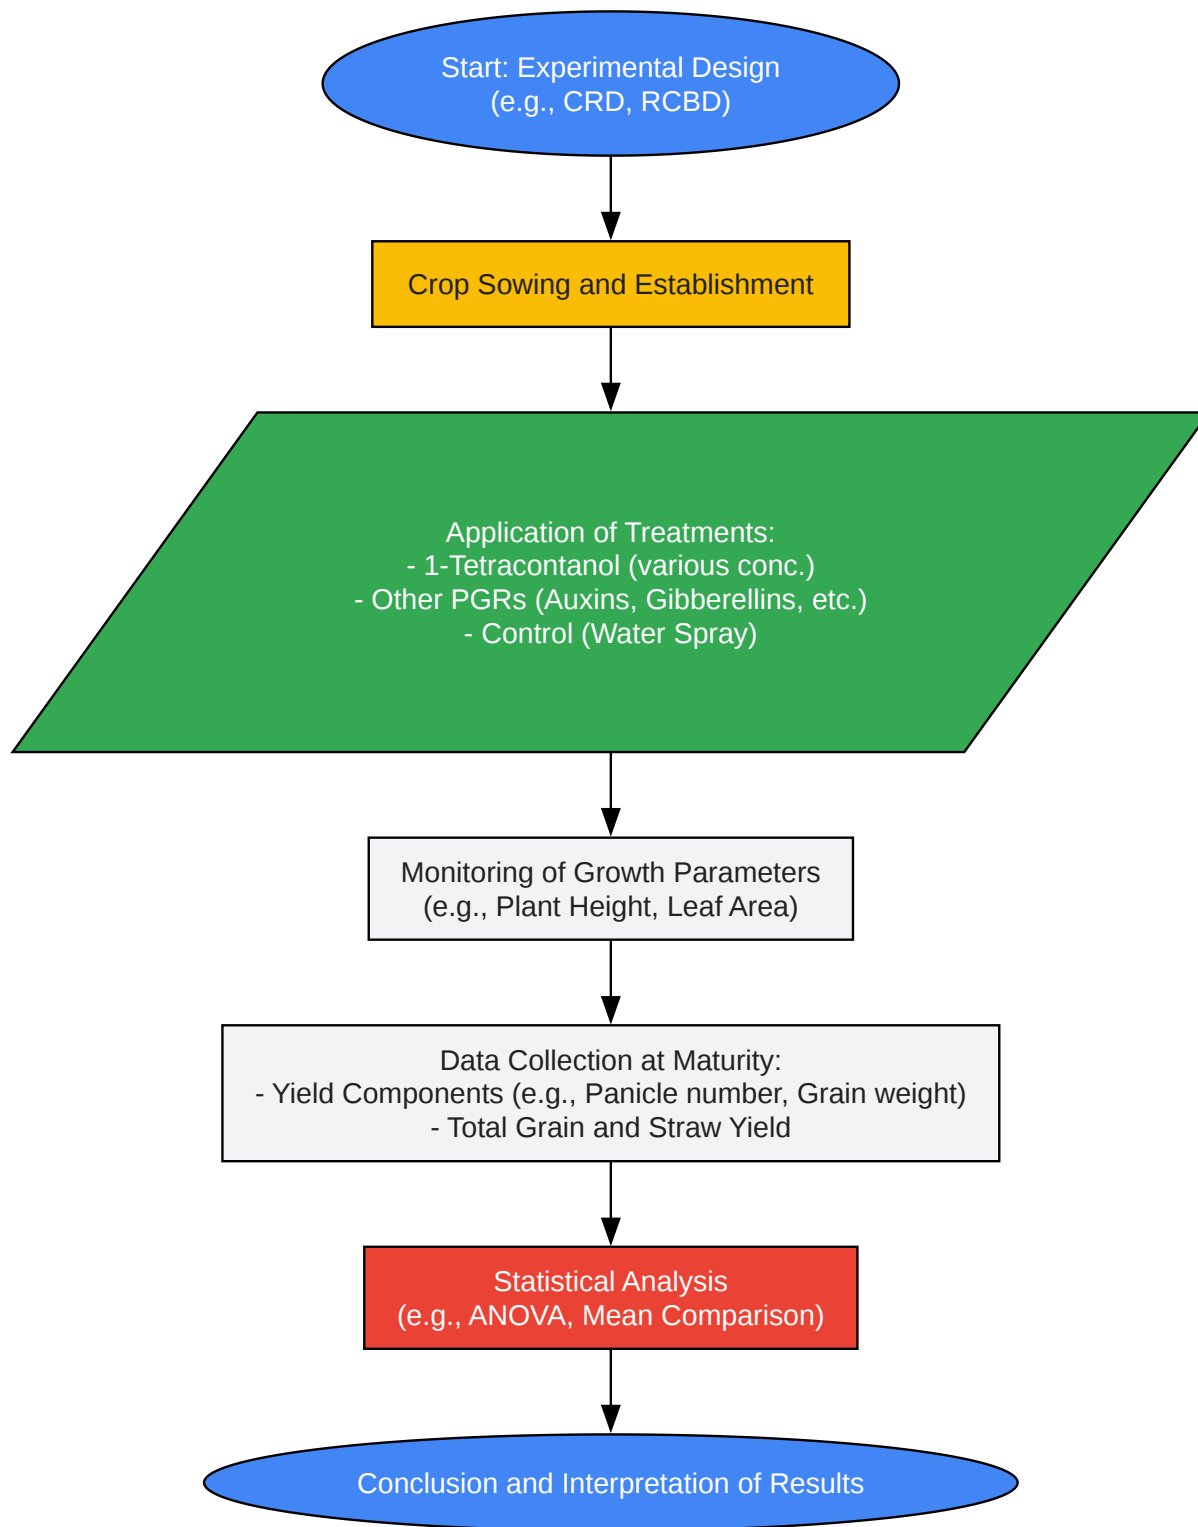 Start: Experimental Design
(e.g., CRD, RCBD)
Crop Sowing and Establishment
Application of Treatments:
- 1-Tetracontanol (various conc.)
- Other PGRs (Auxins, Gibberellins, etc.)
- Control (Water Spray)
Monitoring of Growth Parameters
(e.g., Plant Height, Leaf Area)
Data Collection at Maturity:
- Yield Components (e.g., Panicle number, Grain weight)
- Total Grain and Straw Yield
Statistical Analysis
(e.g., ANOVA, Mean Comparison)
Conclusion and Interpretation of Results